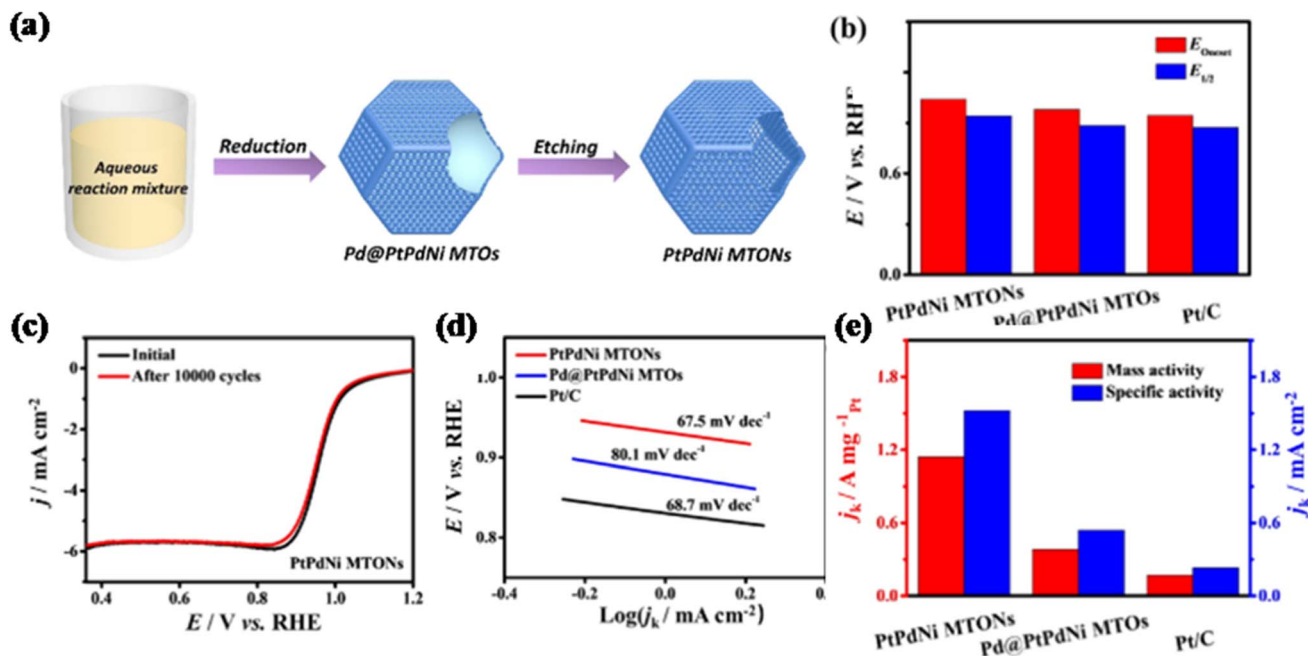 (a)
Aqueous
reaction mixture
Reduction
Pd@PtPdNi MTOs
Etching
PtPdNi MTONs
(b)
E / V vs. RHE
0.6
0.0
E Oneset
E 1/2
PtPdNi MTONs
Pd@PtPdNi MTOs
Pt/C
(c)
Initial
After 10000 cycles
j / mA cm⁻²
0
-2
-4
-6
PtPdNi MTONs
0.4 0.6 0.8 1.0 1.2
E / V vs. RHE
(d)
PtPdNi MTONs
Pd@PtPdNi MTOs
Pt/C
E / V vs. RHE
1.0
0.9
0.8
67.5 mV dec⁻¹
80.1 mV dec⁻¹
68.7 mV dec⁻¹
-0.4 0.0 0.4
Log(jk / mA cm⁻²)
(e)
Mass activity
Specific activity
jk / A mg⁻¹Pt
1.8
1.2
0.6
0.0
1.8
1.2
0.6
0.0
jk / mA cm⁻²
PtPdNi MTONs
Pd@PtPdNi MTOs
Pt/C